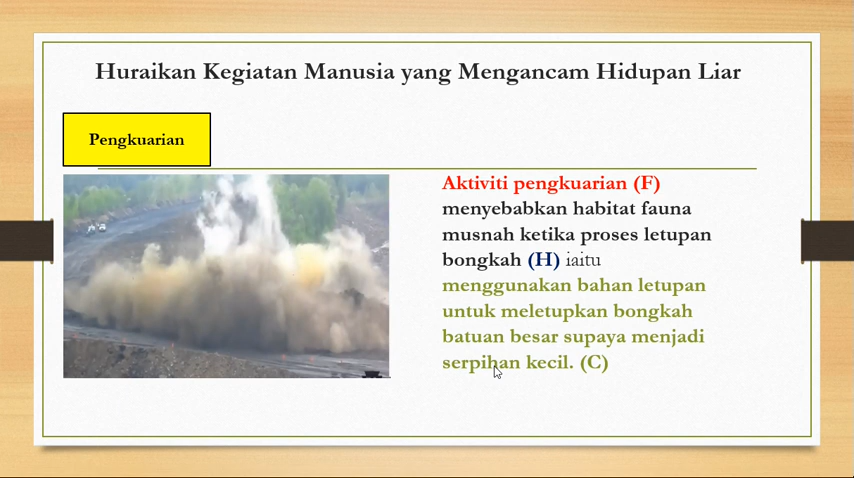 Huraikan Kegiatan Manusia yang Mengancam Hidupan Liar
Pengkuarian
Aktiviti pengkuarian (F)
menyebabkan habitat fauna
musnah ketika proses letupan
bongkah (H) iaitu
menggunakan bahan letupan
untuk meletupkan bongkah
batuan besar supaya menjadi
serpihan kecil. (C)